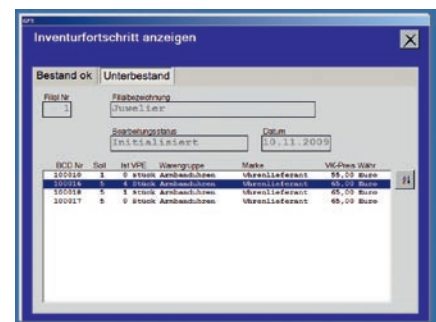 Inventurfortschritt anzeigen
Bestand ok Unterbestand
Filial Nr Filialbezeichnung
1 Juwelier
Bearbeitungsstatus Datum
Initialisiert 10.11.2009
BCD Nr Soll Ist VPE Warengruppe Marke VK-Preis Währ
100010 1 0 Stück Armbanduhren Uhrenlieferant 55,00 Euro
100016 5 4 Stück Armbanduhren Uhrenlieferant 65,00 Euro
100018 5 1 Stück Armbanduhren Uhrenlieferant 65,00 Euro
100017 5 0 Stück Armbanduhren Uhrenlieferant 65,00 Euro